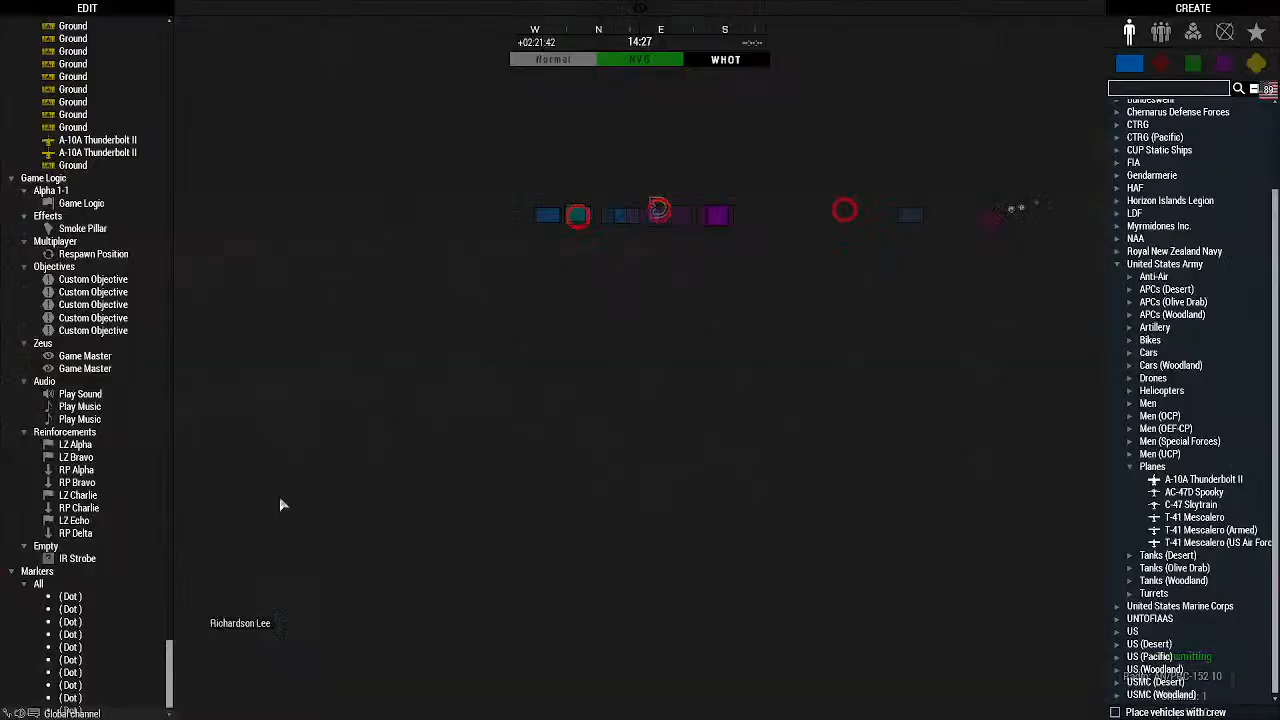 EDIT
Ground
Ground
Ground
Ground
Ground
Ground
Ground
Ground
Ground
A-10A Thunderbolt II
A-10A Thunderbolt II
Ground
Game Logic
Alpha 1-1
Game Logic
Effects
Smoke Pillar
Multiplayer
Respawn Position
Objectives
Custom Objective
Custom Objective
Custom Objective
Custom Objective
Custom Objective
Zeus
Game Master
Game Master
Audio
Play Sound
Play Music
Play Music
Reinforcements
LZ Alpha
LZ Bravo
RP Alpha
RP Bravo
LZ Charlie
RP Charlie
LZ Echo
RP Delta
Empty
IR Strobe
Markers
All
(Dot )
(Dot )
(Dot )
(Dot )
(Dot )
(Dot )
(Dot )
(Dot )
(Dot )
Global channel
W N E S
+02:21:42 14:27 --:--:--
Normal NVG WHOT
Richardson Lee
CREATE
89
Bundeswehr
Chernarus Defense Forces
CTRG
CTRG (Pacific)
CUP Static Ships
FIA
Gendarmerie
HAF
Horizon Islands Legion
LDF
Myrmidones Inc.
NAA
Royal New Zealand Navy
United States Army
Anti-Air
APCs (Desert)
APCs (Olive Drab)
APCs (Woodland)
Artillery
Bikes
Cars
Cars (Woodland)
Drones
Helicopters
Men
Men (OCP)
Men (OEF-CP)
Men (Special Forces)
Men (UCP)
Planes
A-10A Thunderbolt II
AC-47D Spooky
C-47 Skytrain
T-41 Mescalero
T-41 Mescalero (Armed)
T-41 Mescalero (US Air Forc
Tanks (Desert)
Tanks (Olive Drab)
Tanks (Woodland)
Turrets
United States Marine Corps
UNTOFIAAS
US
US (Desert)
US (Pacific) smitting
US (Woodland)
USMC (Desert)
USMC (Woodland)
Place vehicles with crew